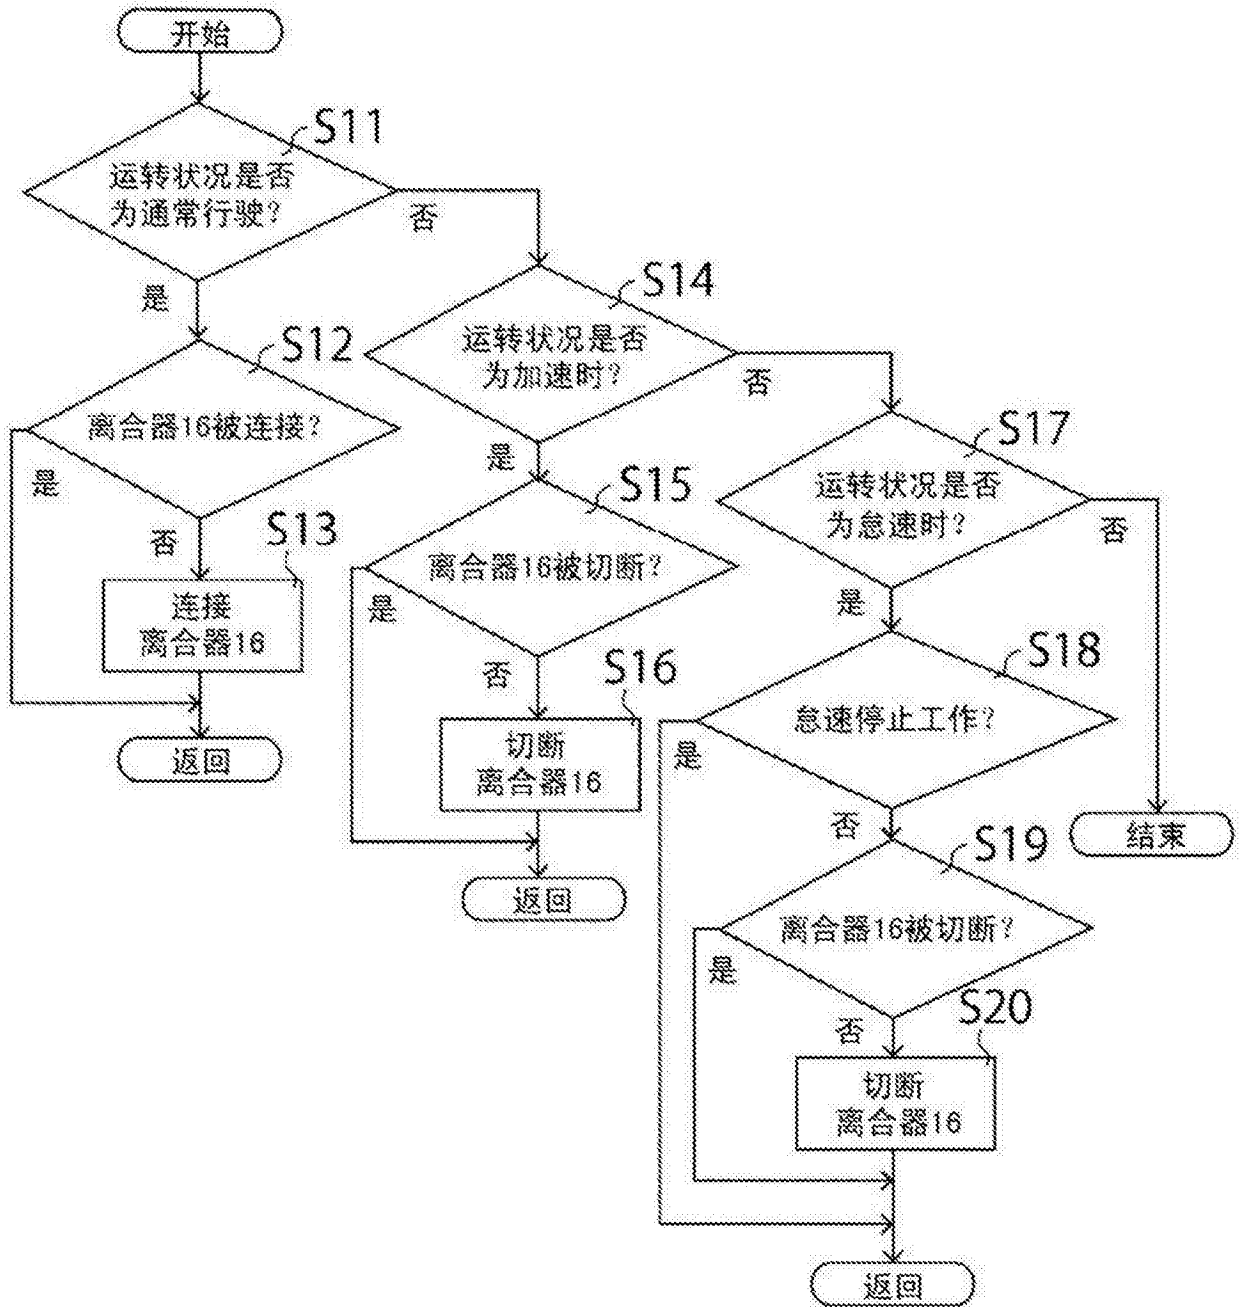 开始
S11
运转状况是否
为通常行驶?
否
是
S14
运转状况是否
为加速时?
否
是
S12
离合器16被连接?
是
否
S13
连接
离合器16
返回
S15
离合器16被切断?
是
否
S16
切断
离合器16
返回
S17
运转状况是否
为怠速时?
否
是
结束
S18
怠速停止工作?
是
否
S19
离合器16被切断?
是
否
S20
切断
离合器16
返回